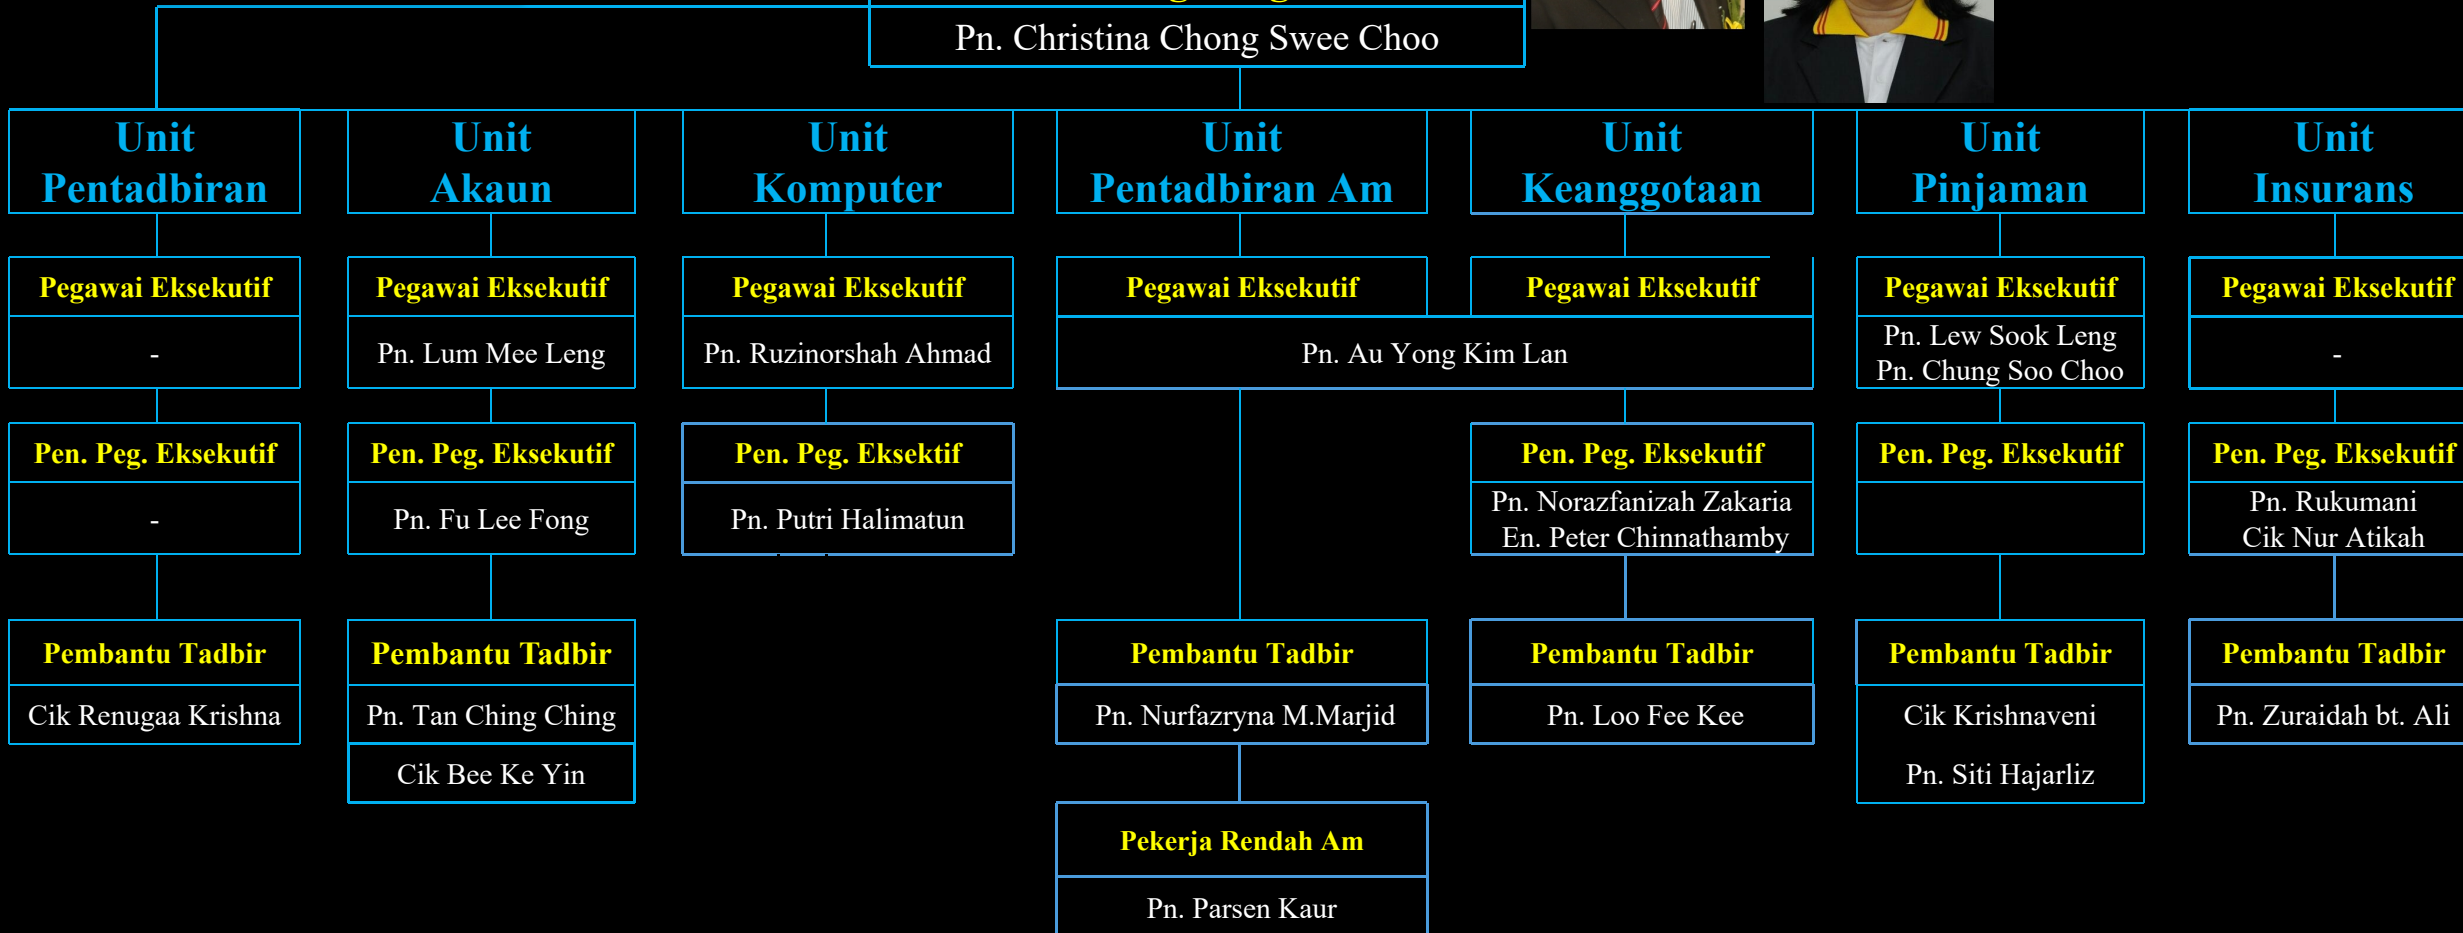 Pn. Christina Chong Swee Choo
Unit
Pentadbiran
Unit
Akaun
Unit
Komputer
Unit
Pentadbiran Am
Unit
Keanggotaan
Unit
Pinjaman
Unit
Insurans
Pegawai Eksekutif
Pegawai Eksekutif
Pegawai Eksekutif
Pegawai Eksekutif
Pegawai Eksekutif
Pegawai Eksekutif
Pegawai Eksekutif
-
Pn. Lum Mee Leng
Pn. Ruzinorshah Ahmad
Pn. Au Yong Kim Lan
Pn. Lew Sook Leng
Pn. Chung Soo Choo
-
Pen. Peg. Eksekutif
Pen. Peg. Eksekutif
Pen. Peg. Eksektif
Pen. Peg. Eksekutif
Pen. Peg. Eksekutif
Pen. Peg. Eksekutif
-
Pn. Fu Lee Fong
Pn. Putri Halimatun
Pn. Norazfanizah Zakaria
En. Peter Chinnathamby
Pn. Rukumani
Cik Nur Atikah
Pembantu Tadbir
Pembantu Tadbir
Pembantu Tadbir
Pembantu Tadbir
Pembantu Tadbir
Pembantu Tadbir
Cik Renugaa Krishna
Pn. Tan Ching Ching
Cik Bee Ke Yin
Pn. Nurfazryna M.Marjid
Pn. Loo Fee Kee
Cik Krishnaveni
Pn. Siti Hajarliz
Pn. Zuraidah bt. Ali
Pekerja Rendah Am
Pn. Parsen Kaur